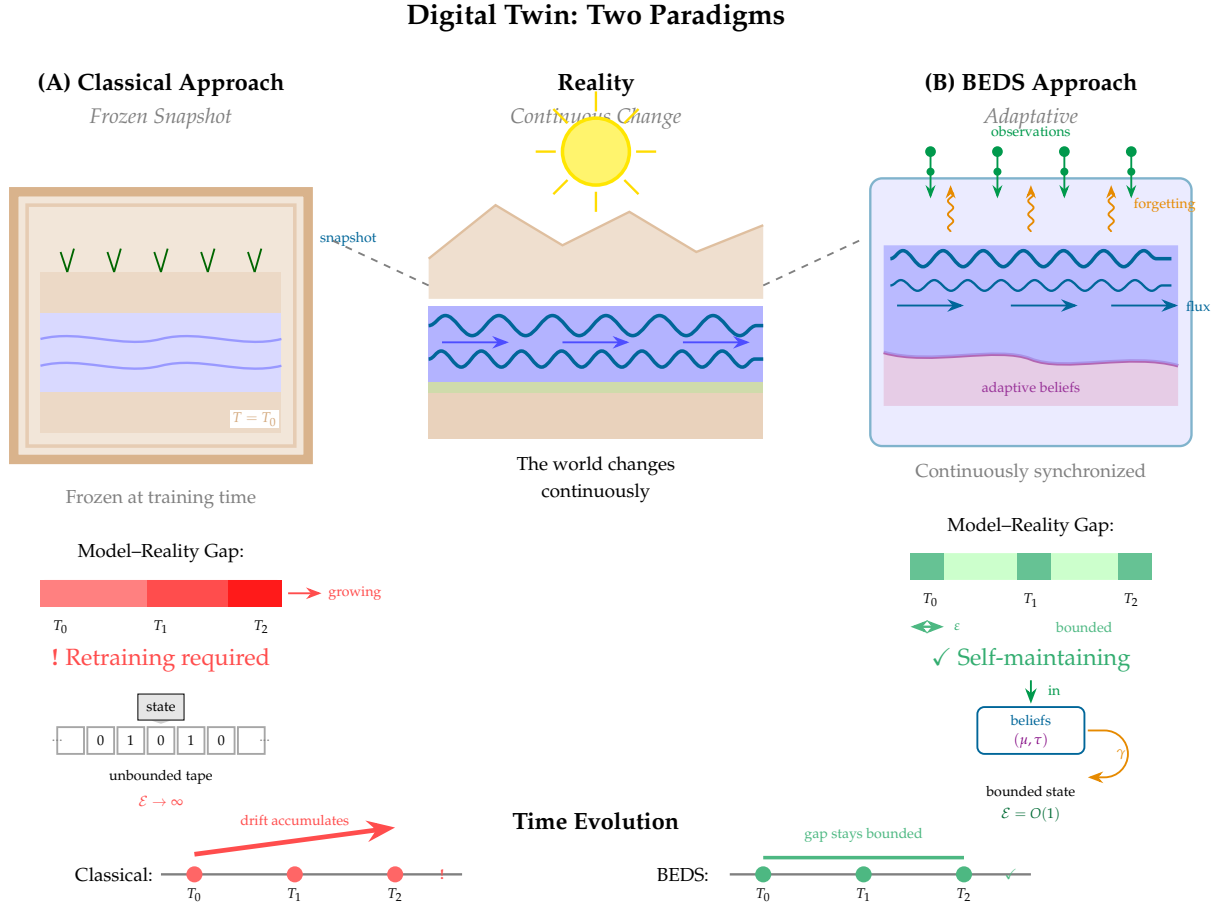 Digital Twin: Two Paradigms
(A) Classical Approach
Frozen Snapshot
T = T₀
Frozen at training time
Model–Reality Gap:
growing
T₀ T₁ T₂
! Retraining required
state
··· 0 1 0 1 0 ···
unbounded tape
ℰ → ∞
Reality
Continuous Change
snapshot
The world changes
continuously
(B) BEDS Approach
Adaptative
observations
forgetting
flux
adaptive beliefs
Continuously synchronized
Model–Reality Gap:
T₀ T₁ T₂
ε bounded
✓ Self-maintaining
in
beliefs
(μ, τ)
γ
bounded state
ℰ = O(1)
Time Evolution
drift accumulates
Classical: !
T₀ T₁ T₂
gap stays bounded
BEDS: ✓
T₀ T₁ T₂